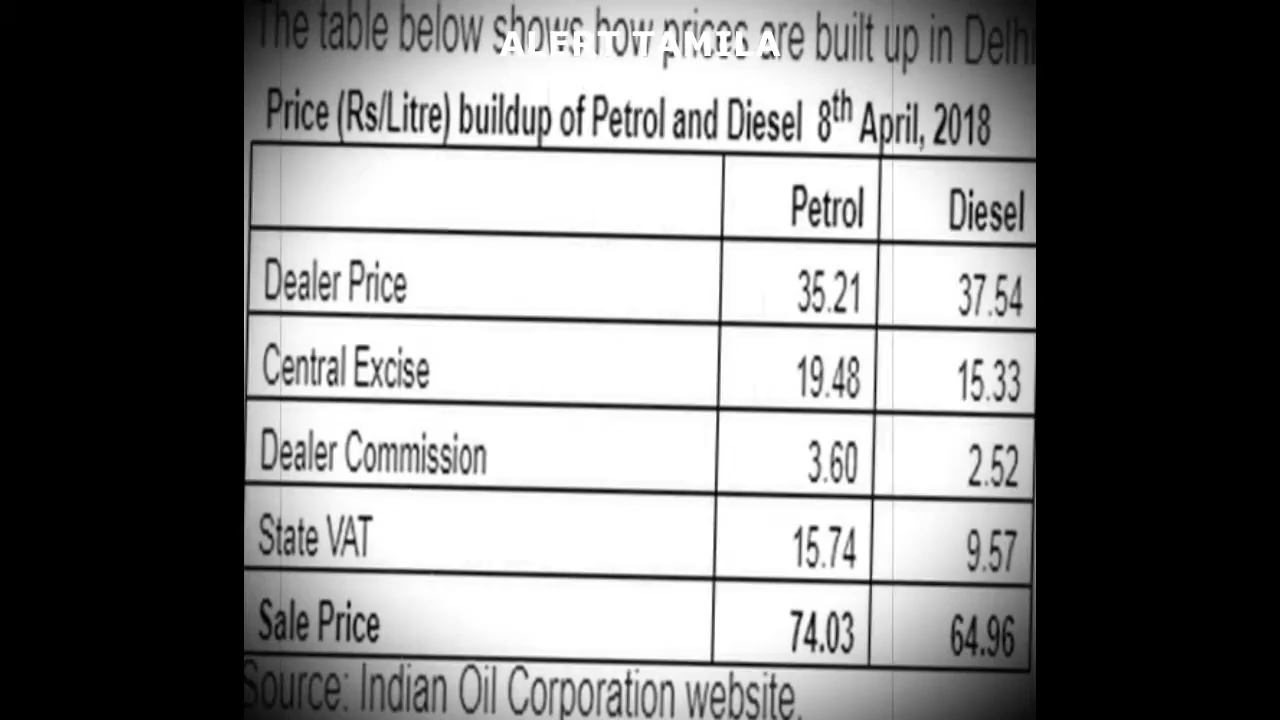 The table below shows how prices are built up in Delhi
ALERT TAMILA
Price (Rs/Litre) buildup of Petrol and Diesel 8th April, 2018
Petrol Diesel
Dealer Price 35.21 37.54
Central Excise 19.48 15.33
Dealer Commission 3.60 2.52
State VAT 15.74 9.57
Sale Price 74.03 64.96
Source: Indian Oil Corporation website.